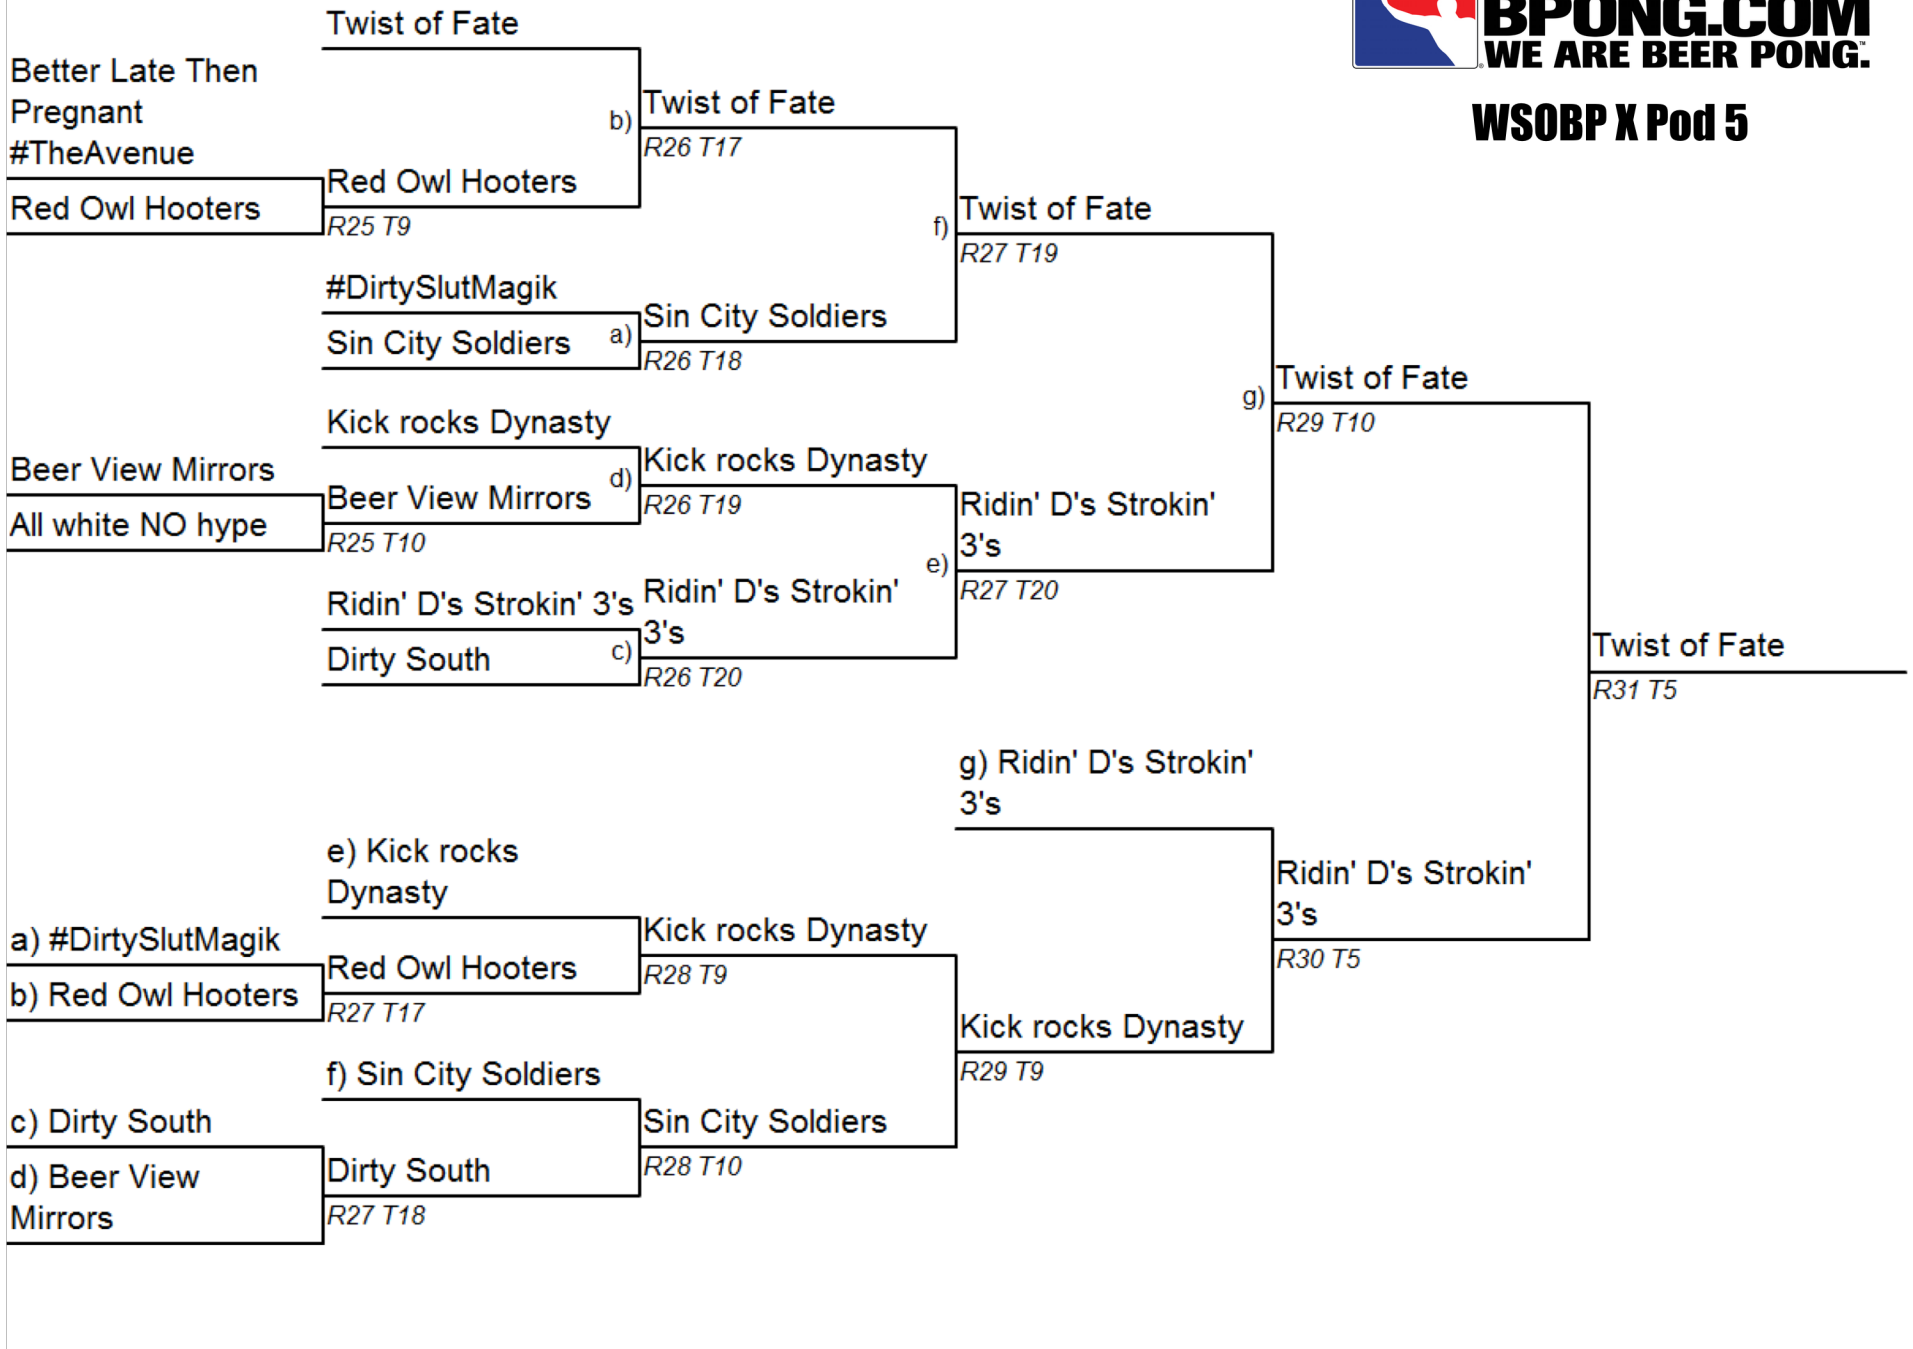 BPONG.COM
WE ARE BEER PONG.
WSOBP X Pod 5
Twist of Fate
Better Late Then
Pregnant
#TheAvenue
Red Owl Hooters
Red Owl Hooters
R25 T9
b)
Twist of Fate
R26 T17
#DirtySlutMagik
Sin City Soldiers
a)
Sin City Soldiers
R26 T18
f)
Twist of Fate
R27 T19
Kick rocks Dynasty
Beer View Mirrors
All white NO hype
Beer View Mirrors
R25 T10
d)
Kick rocks Dynasty
R26 T19
Ridin' D's Strokin' 3's
Dirty South
c)
Ridin' D's Strokin'
3's
R26 T20
e)
Ridin' D's Strokin'
3's
R27 T20
g)
Twist of Fate
R29 T10
Twist of Fate
R31 T5
g) Ridin' D's Strokin'
3's
e) Kick rocks
Dynasty
a) #DirtySlutMagik
b) Red Owl Hooters
Red Owl Hooters
R27 T17
Kick rocks Dynasty
R28 T9
f) Sin City Soldiers
c) Dirty South
d) Beer View
Mirrors
Dirty South
R27 T18
Sin City Soldiers
R28 T10
Kick rocks Dynasty
R29 T9
Ridin' D's Strokin'
3's
R30 T5